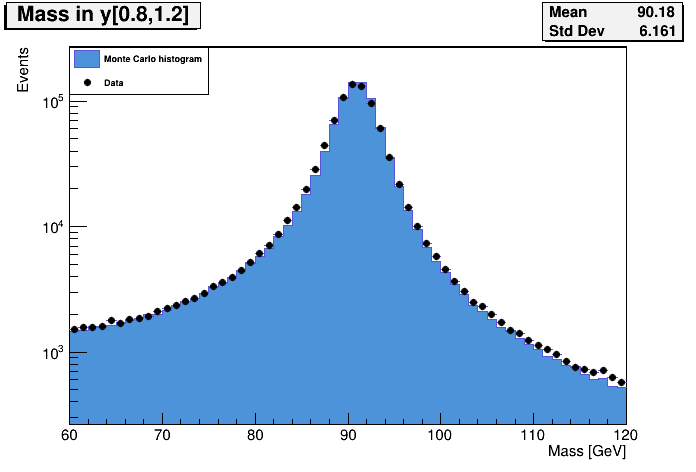 Mass in y[0.8,1.2]
Mean 90.18
Std Dev 6.161
Events
Monte Carlo histogram
Data
10^5
10^4
10^3
60 70 80 90 100 110 120
Mass [GeV]